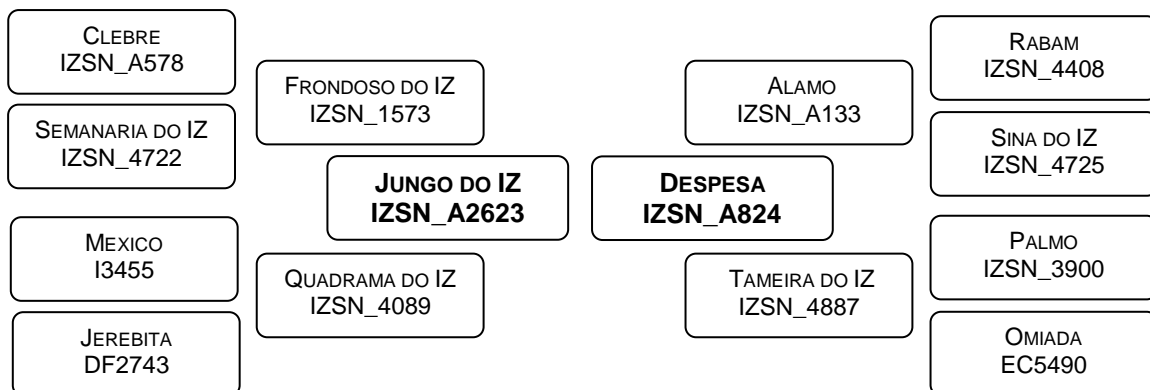 CLEBRE
IZSN_A578
SEMANARIA DO IZ
IZSN_4722
MEXICO
I3455
JEREBITA
DF2743
FRONDOSO DO IZ
IZSN_1573
QUADRAMA DO IZ
IZSN_4089
JUNGO DO IZ
IZSN_A2623
DESPESA
IZSN_A824
ALAMO
IZSN_A133
TAMEIRA DO IZ
IZSN_4887
RABAM
IZSN_4408
SINA DO IZ
IZSN_4725
PALMO
IZSN_3900
OMIADA
EC5490